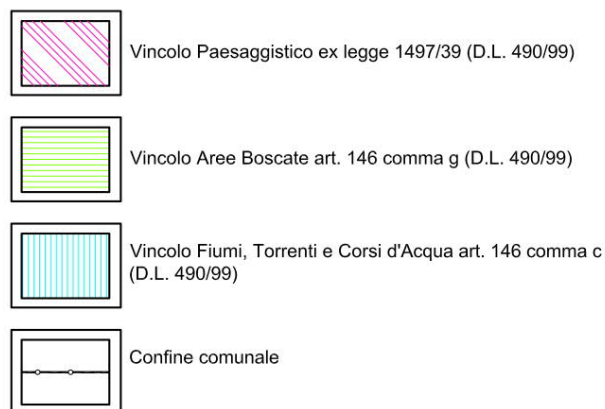 Vincolo Paesaggistico ex legge 1497/39 (D.L. 490/99)
Vincolo Aree Boscate art. 146 comma g (D.L. 490/99)
Vincolo Fiumi, Torrenti e Corsi d'Acqua art. 146 comma c
(D.L. 490/99)
Confine comunale